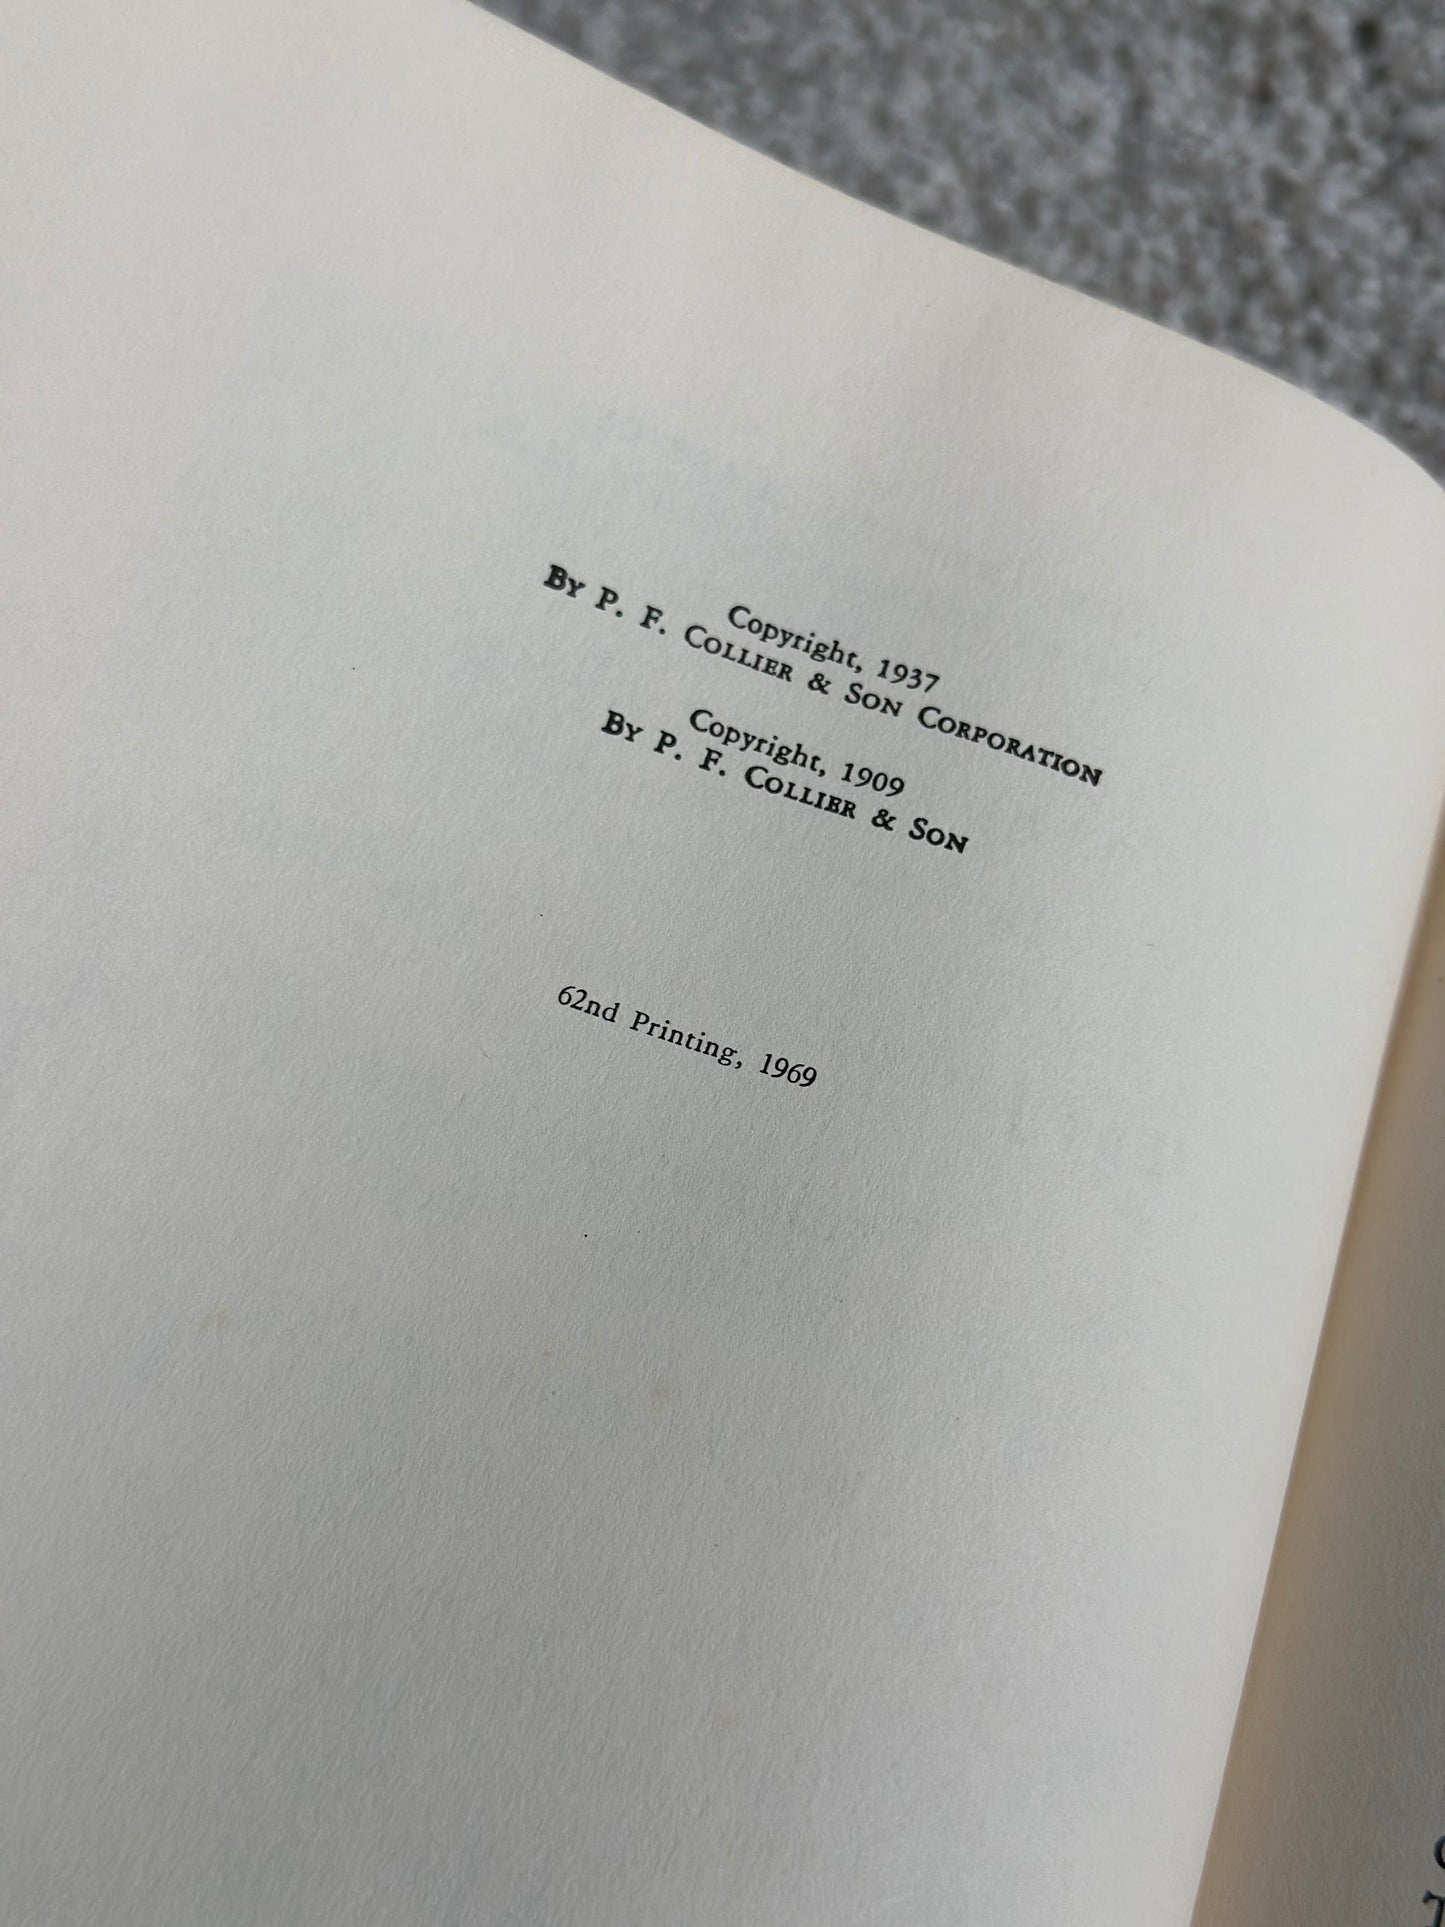 Copyright, 1937
By P. F. Collier & Son Corporation
Copyright, 1909
By P. F. Collier & Son
62nd Printing, 1969